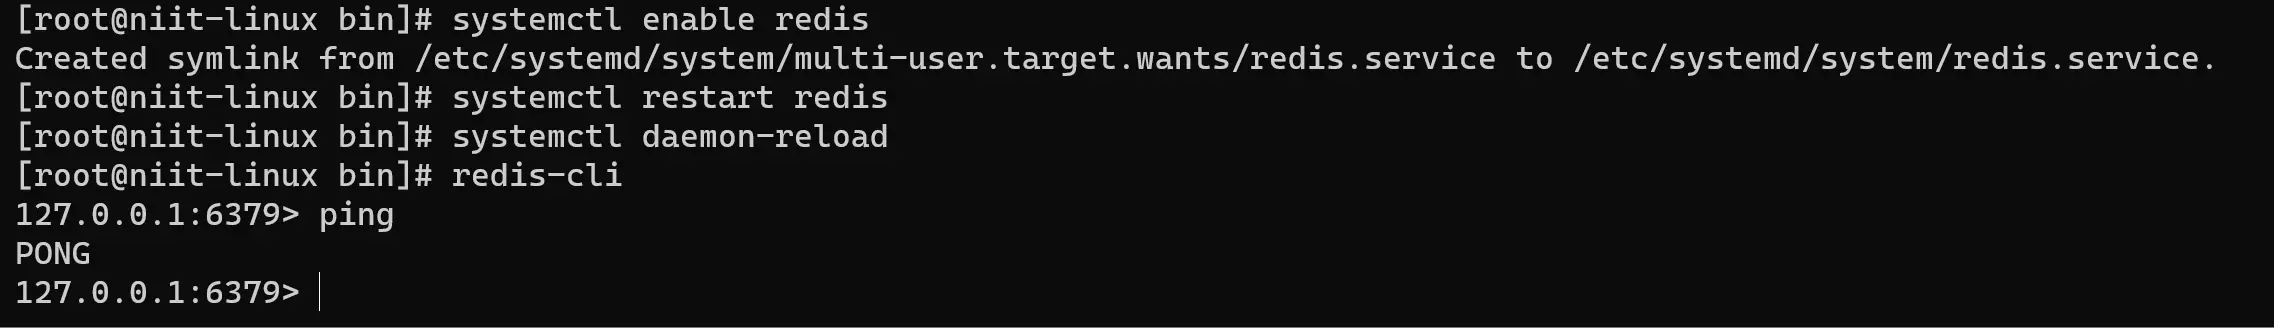 [root@niit-linux bin]# systemctl enable redis
Created symlink from /etc/systemd/system/multi-user.target.wants/redis.service to /etc/systemd/system/redis.service.
[root@niit-linux bin]# systemctl restart redis
[root@niit-linux bin]# systemctl daemon-reload
[root@niit-linux bin]# redis-cli
127.0.0.1:6379> ping
PONG
127.0.0.1:6379>